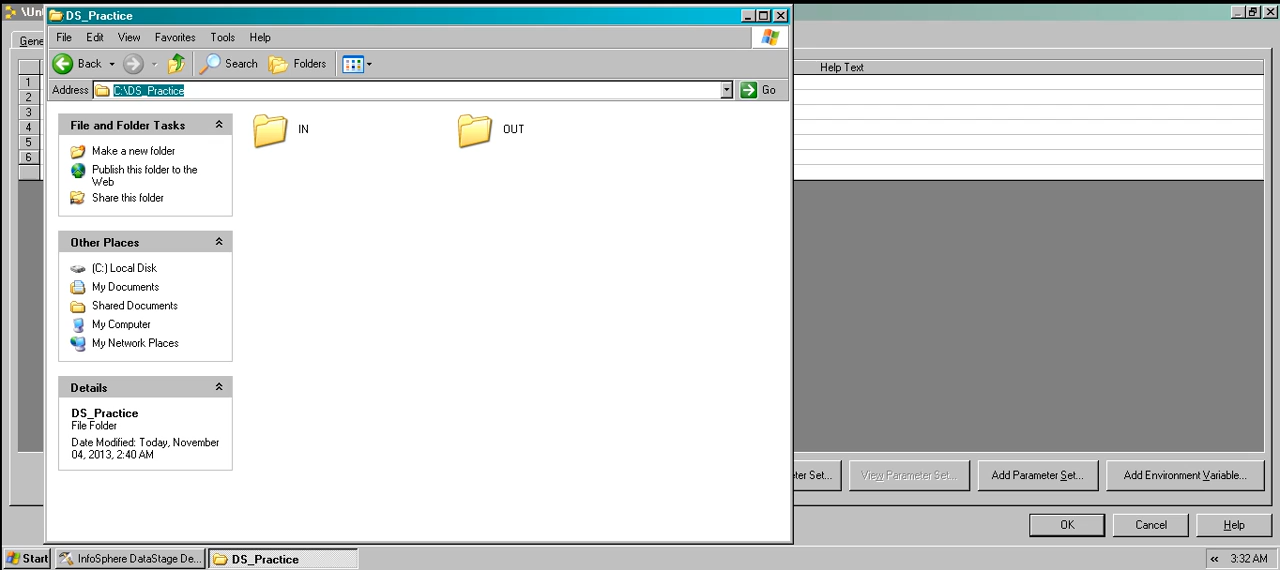 \Un
DS_Practice
File Edit View Favorites Tools Help
Back Search Folders
Address C:\DS_Practice Go
File and Folder Tasks
Make a new folder
Publish this folder to the
Web
Share this folder
Other Places
(C:) Local Disk
My Documents
Shared Documents
My Computer
My Network Places
Details
DS_Practice
File Folder
Date Modified: Today, November
04, 2013, 2:40 AM
IN OUT
Gene
1
2
3
4
5
6
Help Text
ter Set... View Parameter Set... Add Parameter Set... Add Environment Variable...
OK Cancel Help
Start InfoSphere DataStage De... DS_Practice « 3:32 AM